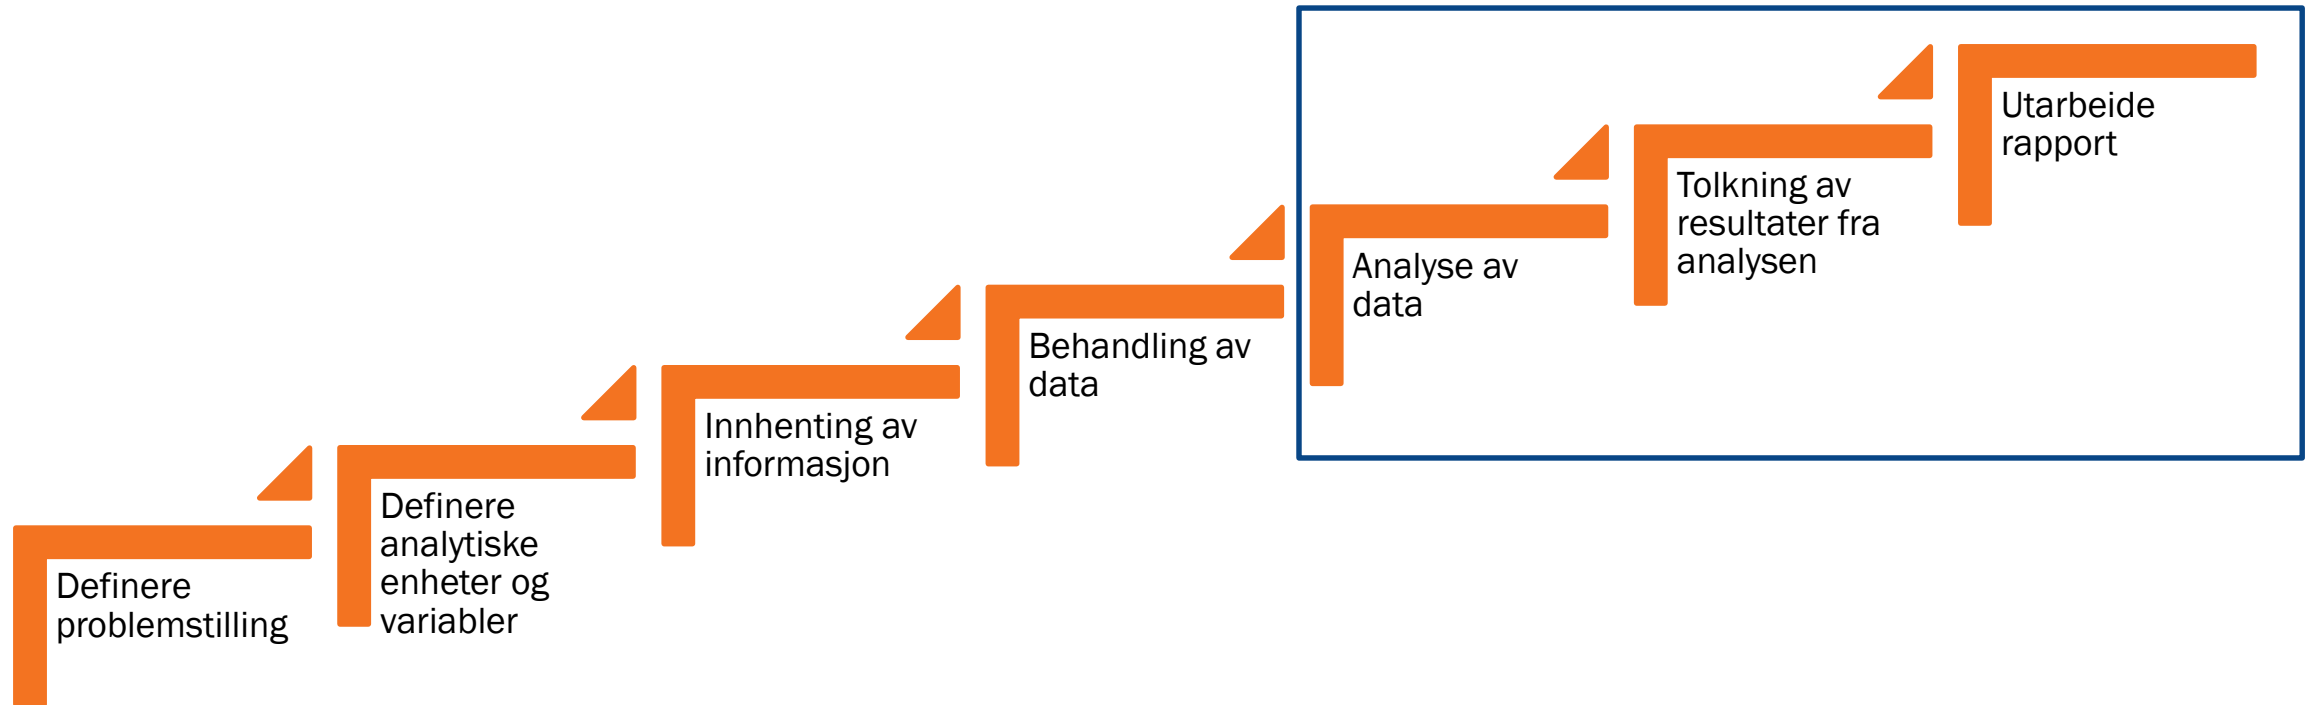 Definere
problemstilling
Definere
analytiske
enheter og
variabler
Innhenting av
informasjon
Behandling av
data
Analyse av
data
Tolkning av
resultater fra
analysen
Utarbeide
rapport